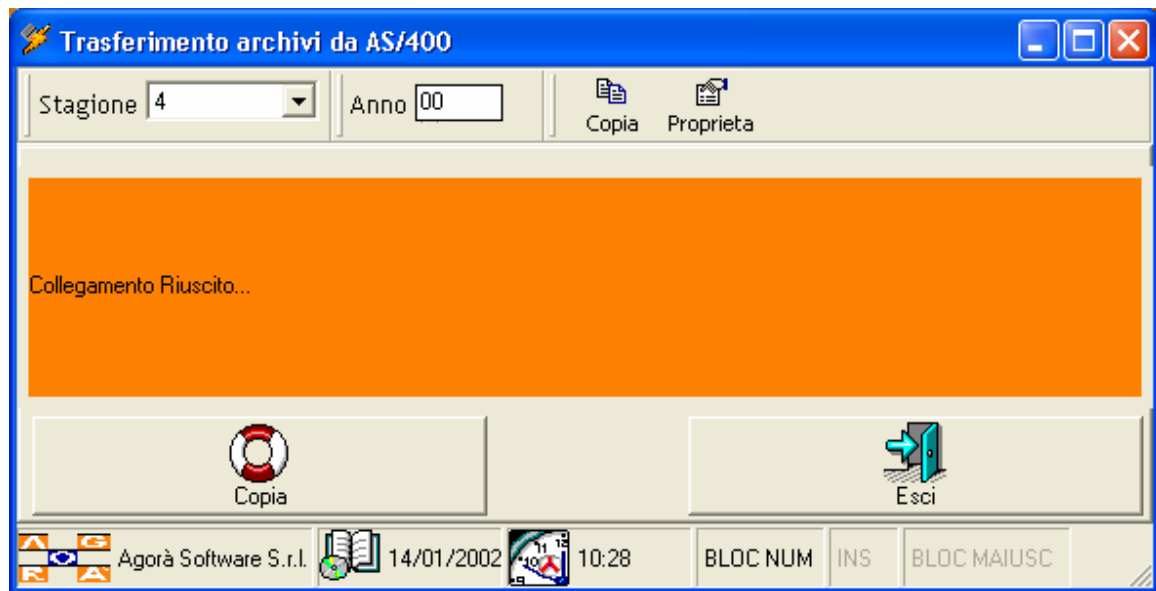 Trasferimento archivi da AS/400
Stagione 4 Anno 00 Copia Proprieta
Collegamento Riuscito...
Copia Esci
A G R A Agorà Software S.r.l. 14/01/2002 10:28 BLOC NUM INS BLOC MAIUSC